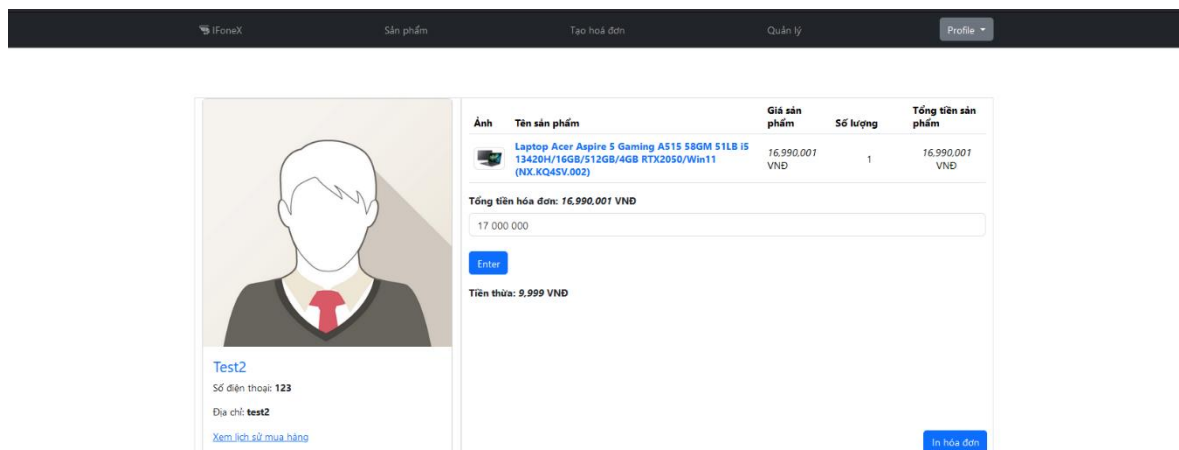 IFoneX
Sản phẩm
Tạo hoá đơn
Quản lý
Profile
Ảnh
Tên sản phẩm
Giá sản
phẩm
Số lượng
Tổng tiền sản
phẩm
Laptop Acer Aspire 5 Gaming A515 58GM 51LB i5
13420H/16GB/512GB/4GB RTX2050/Win11
(NX.KQ4SV.002)
16,990,001
VNĐ
1
16,990,001
VNĐ
Tổng tiền hóa đơn: 16,990,001 VNĐ
17 000 000
Enter
Tiền thừa: 9,999 VNĐ
Test2
Số điện thoại: 123
Địa chỉ: test2
Xem lịch sử mua hàng
In hóa đơn